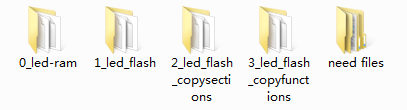 0_led-ram 1_led_flash 2_led_flash 3_led_flash need files
_copysecti _copyfunct
ons ions